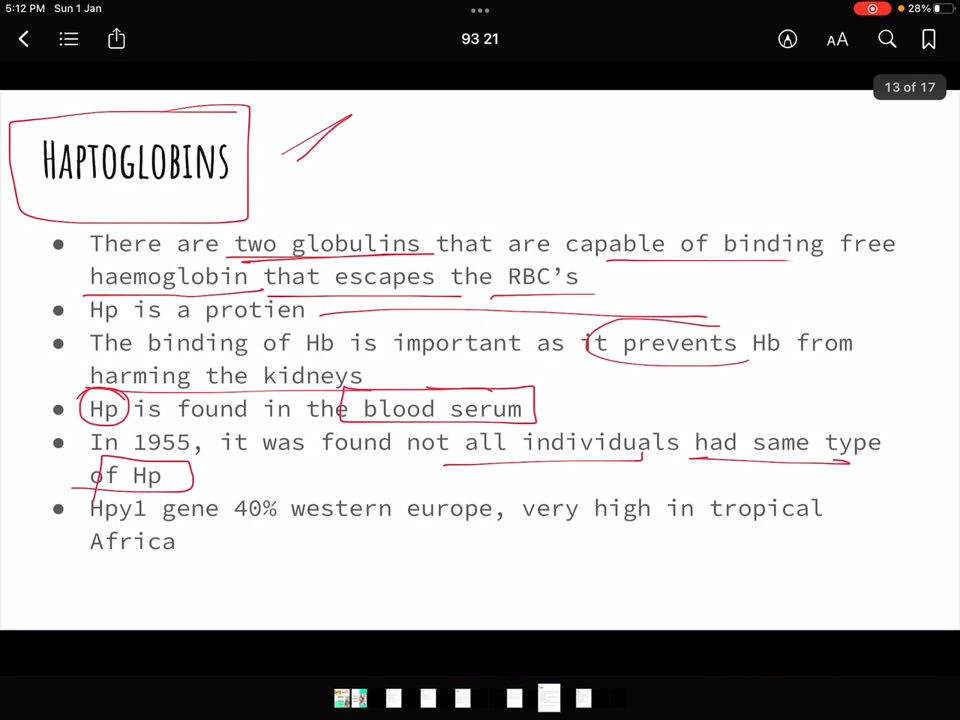 5:12 PM Sun 1 Jan
28%
93 21
AA
13 of 17
HAPTOGLOBINS
• There are two globulins that are capable of binding free
haemoglobin that escapes the RBC's
• Hp is a protien
• The binding of Hb is important as it prevents Hb from
harming the kidneys
• Hp is found in the blood serum
• In 1955, it was found not all individuals had same type
of Hp
• Hpy1 gene 40% western europe, very high in tropical
Africa